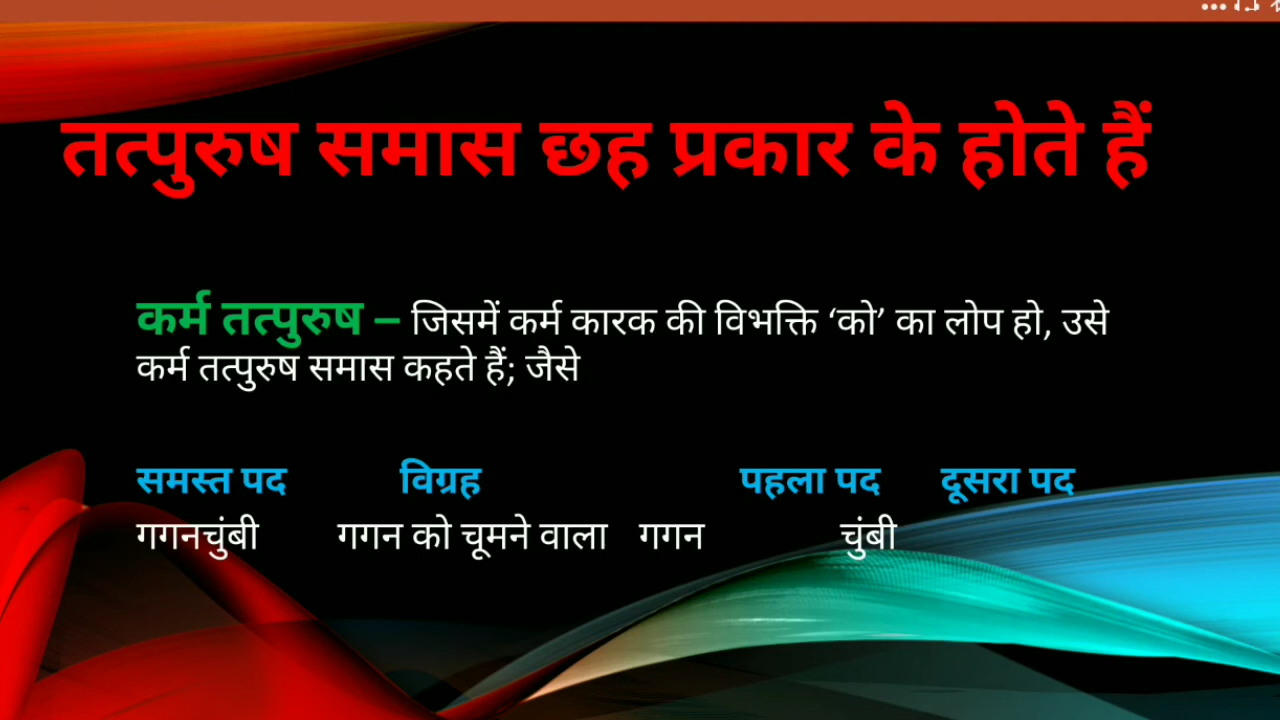 तत्पुरुष समास छह प्रकार के होते हैं
कर्म तत्पुरुष – जिसमें कर्म कारक की विभक्ति ‘को’ का लोप हो, उसे
कर्म तत्पुरुष समास कहते हैं; जैसे
समस्त पद विग्रह पहला पद दूसरा पद
गगनचुंबी गगन को चूमने वाला गगन चुंबी